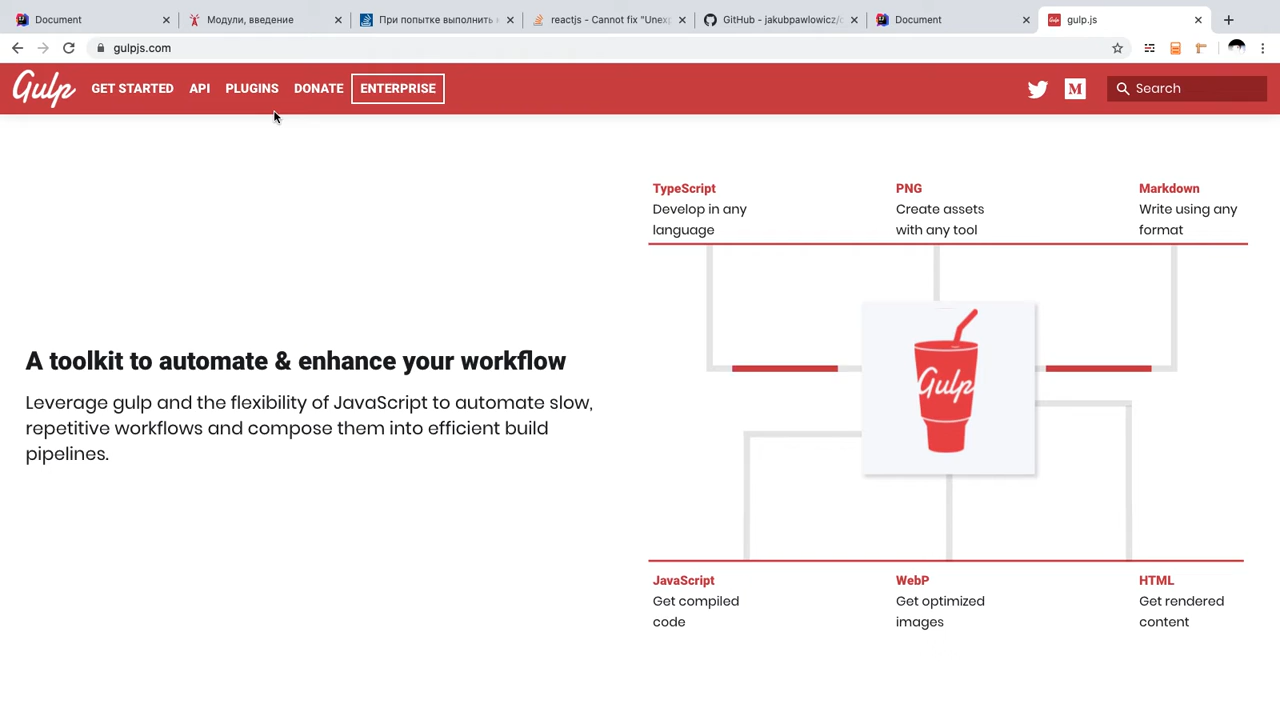 Document
Модули, введение
При попытке выполнить
reactjs - Cannot fix "Unex
GitHub - jakubpawlowicz/c
Document
gulp.js
gulpjs.com
Gulp
GET STARTED
API
PLUGINS
DONATE
ENTERPRISE
M
Search
TypeScript
Develop in any
language
PNG
Create assets
with any tool
Markdown
Write using any
format
A toolkit to automate & enhance your workflow
Leverage gulp and the flexibility of JavaScript to automate slow,
repetitive workflows and compose them into efficient build
pipelines.
Gulp
JavaScript
Get compiled
code
WebP
Get optimized
images
HTML
Get rendered
content